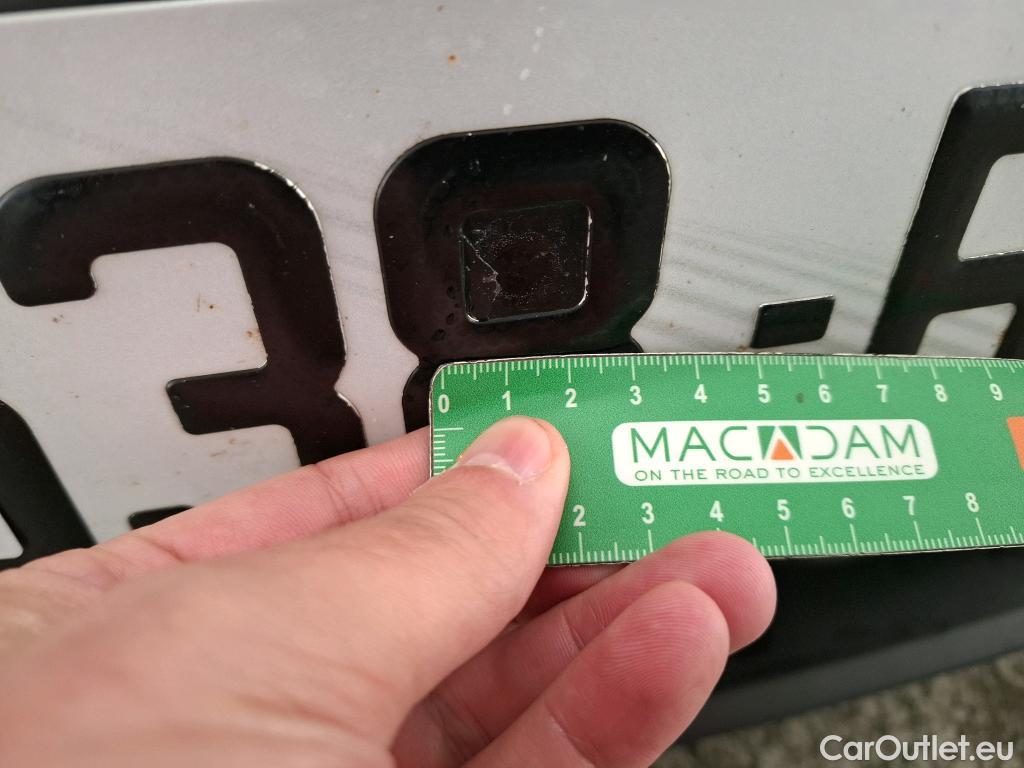 38-
0 1 2 3 4 5 6 7 8 9
MACADAM
ON THE ROAD TO EXCELLENCE
2 3 4 5 6 7 8
CarOutlet.eu